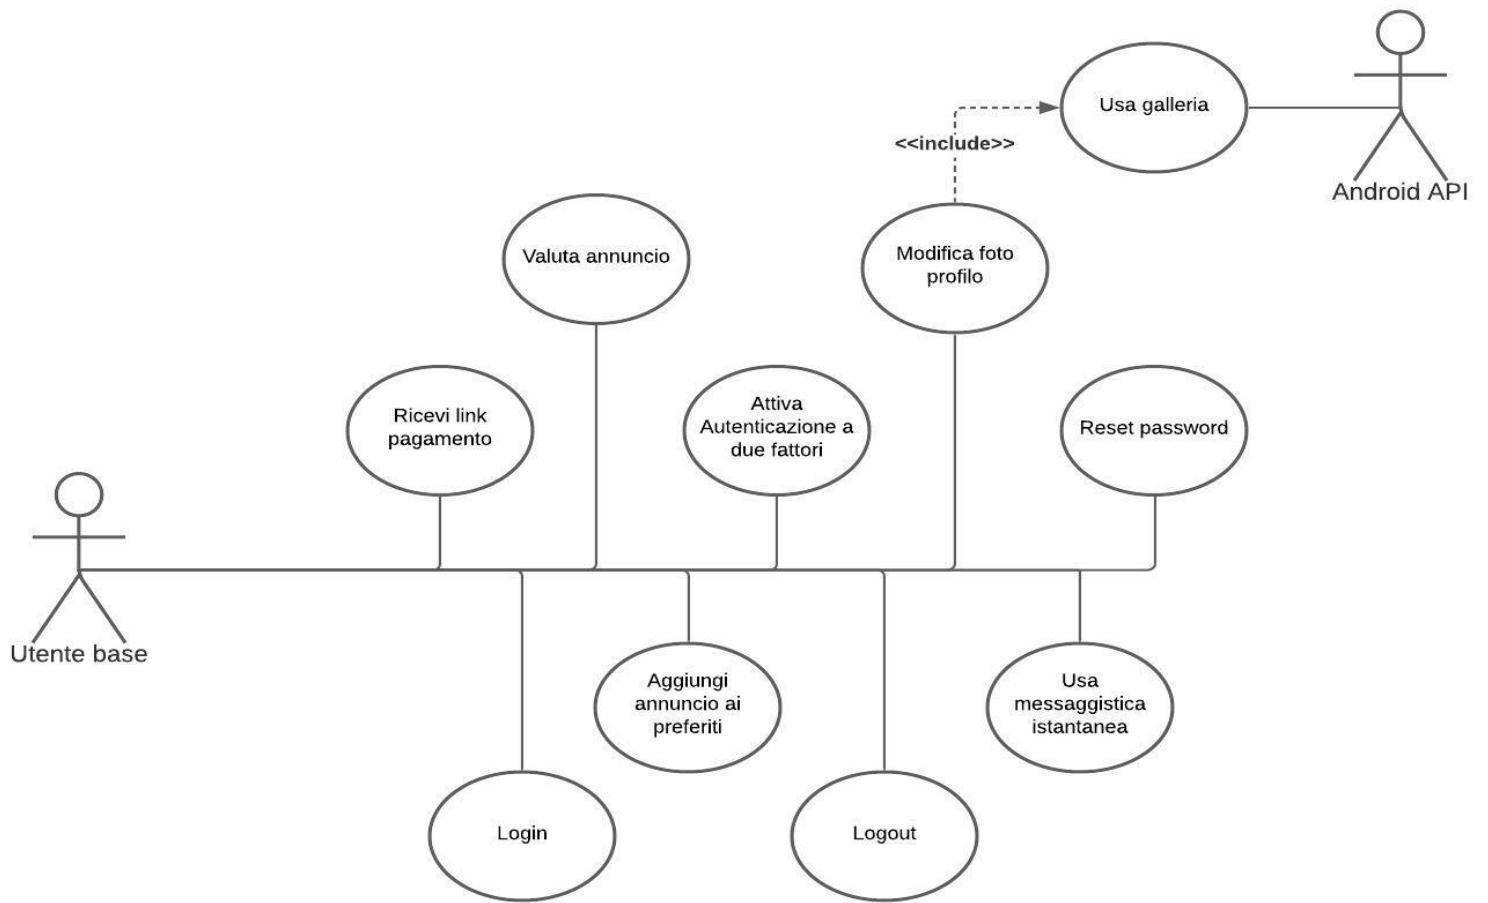 Usa galleria
<<include>>
Android API
Valuta annuncio
Modifica foto
profilo
Ricevi link
pagamento
Attiva
Autenticazione a
due fattori
Reset password
Utente base
Aggiungi
annuncio ai
preferiti
Usa
messaggistica
istantanea
Login
Logout